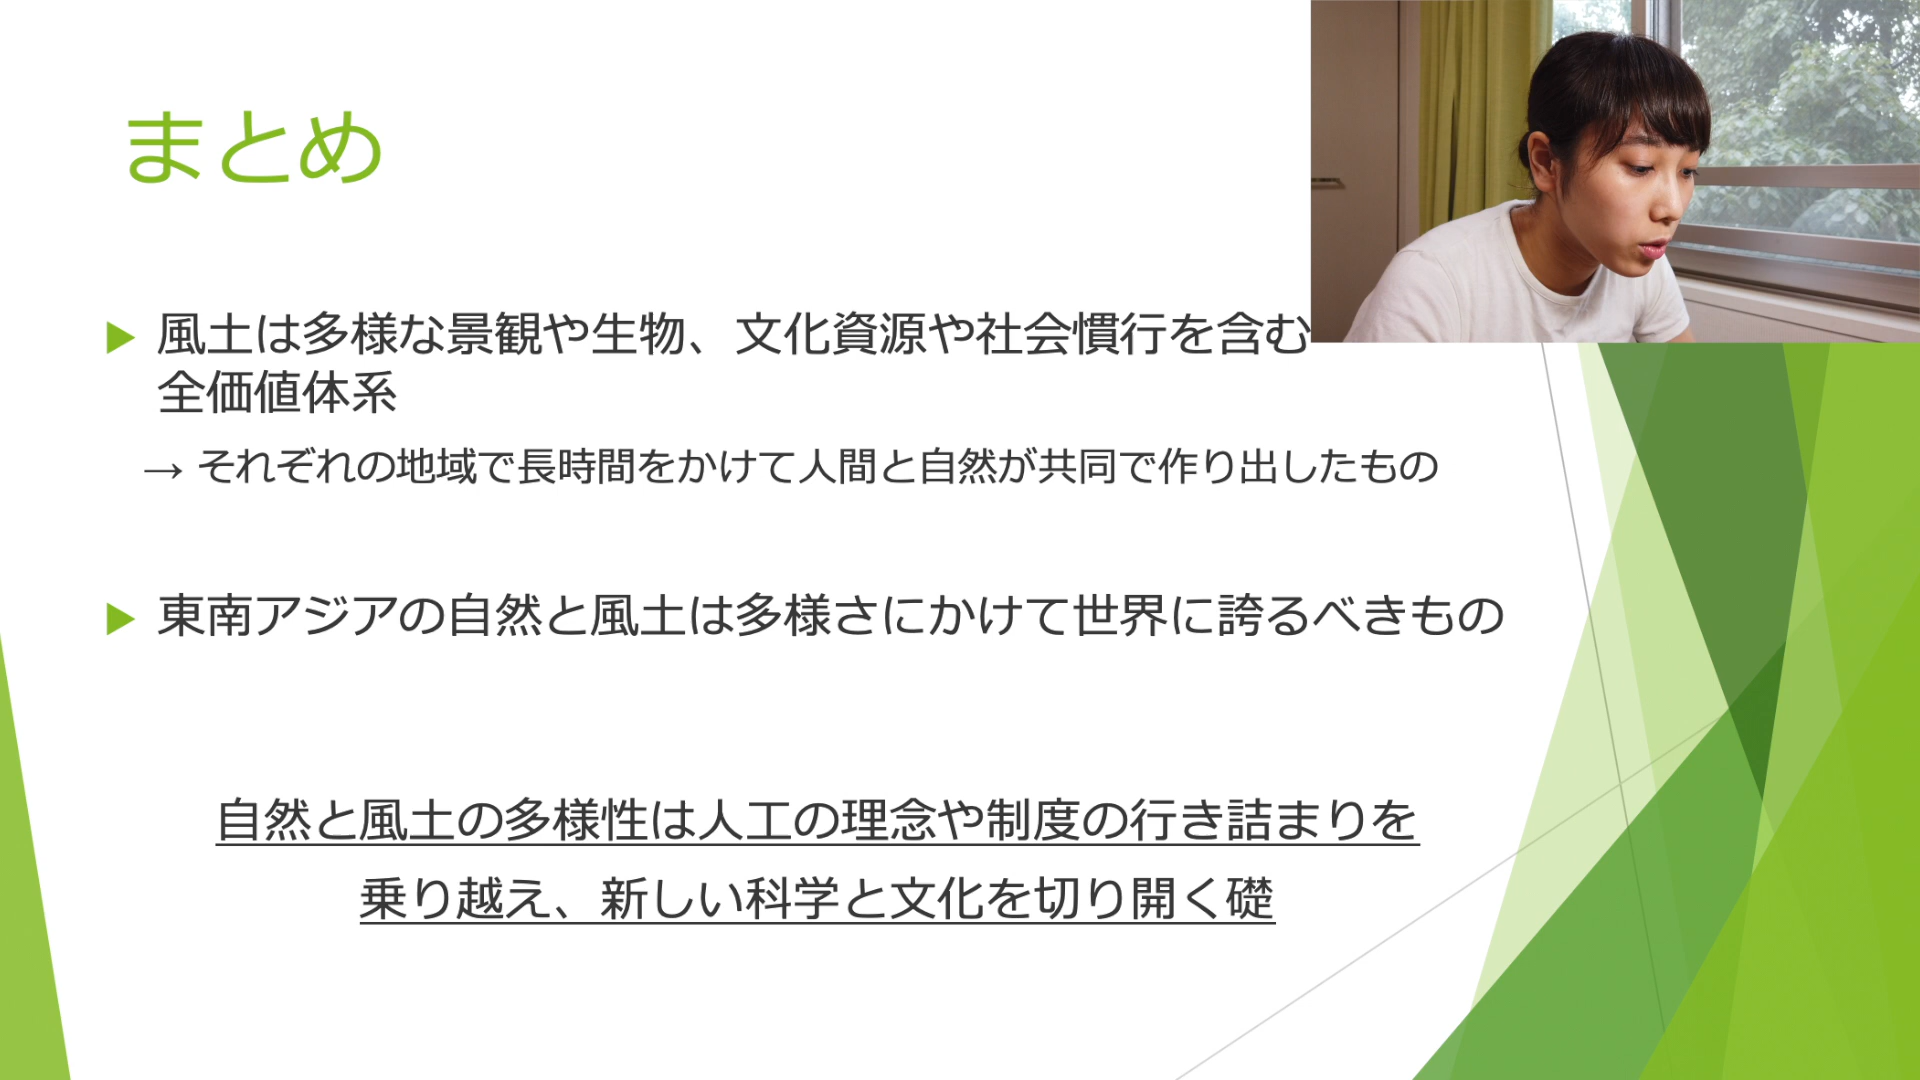 まとめ
風土は多様な景観や生物、文化資源や社会慣行を含む
全価値体系
→ それぞれの地域で長時間をかけて人間と自然が共同で作り出したもの
東南アジアの自然と風土は多様さにかけて世界に誇るべきもの
自然と風土の多様性は人工の理念や制度の行き詰まりを
乗り越え、新しい科学と文化を切り開く礎